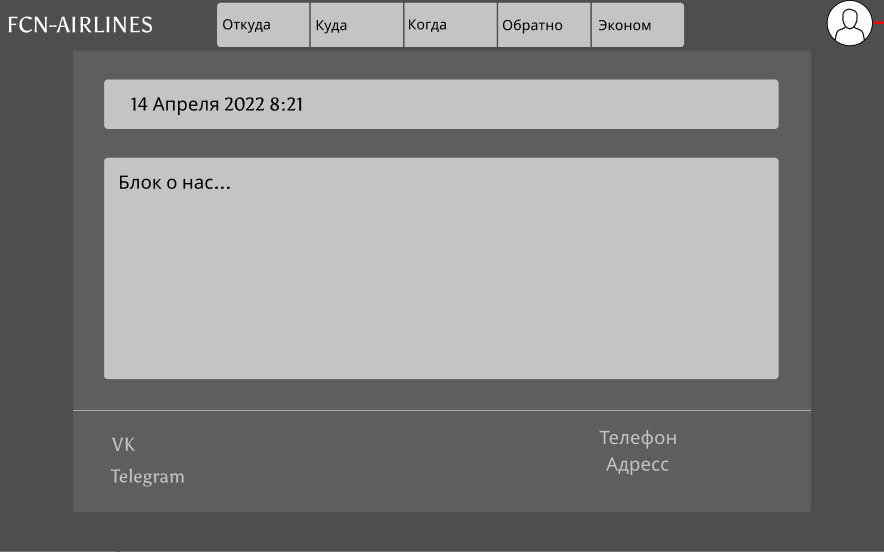 FCN-AIRLINES
Откуда
Куда
Когда
Обратно
Эконом
14 Апреля 2022 8:21
Блок о нас...
VK
Telegram
Телефон
Адресс